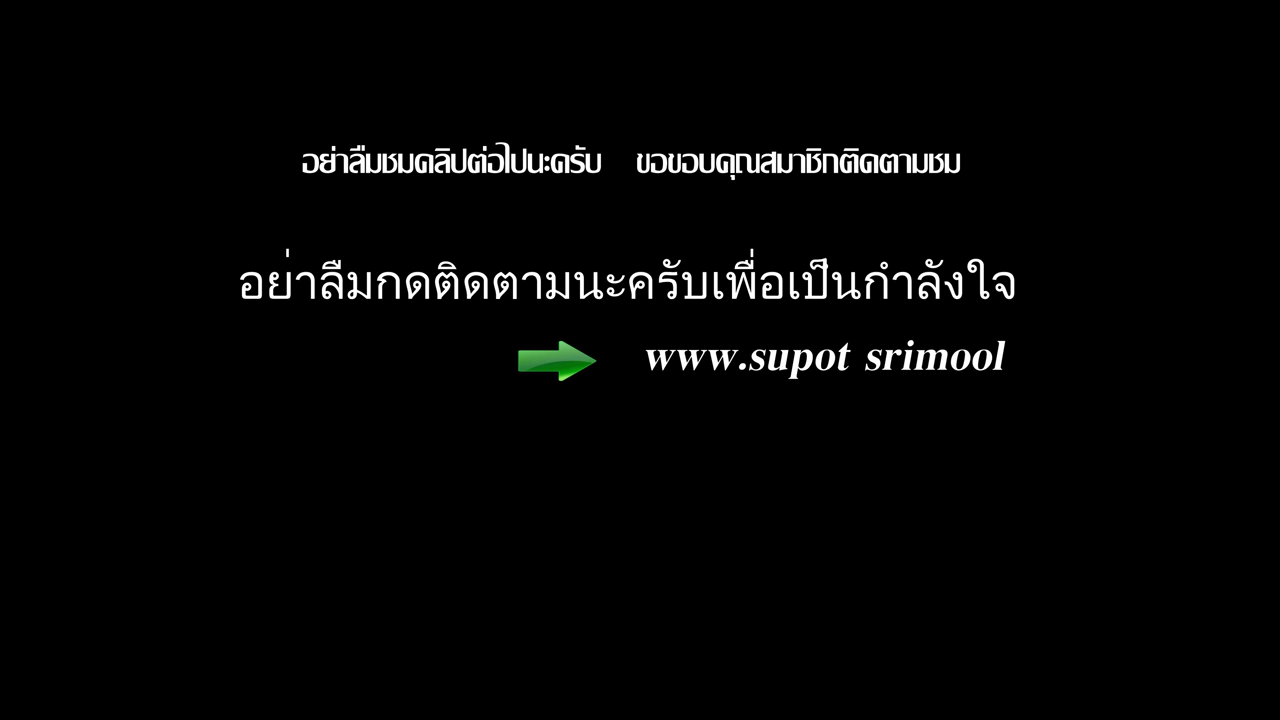 อย่าลืมชมคลิปต่อไปนะครับ ขอขอบคุณสมาชิกติดตามชม
อย่าลืมกดติดตามนะครับเพื่อเป็นกำลังใจ
www.supot srimool